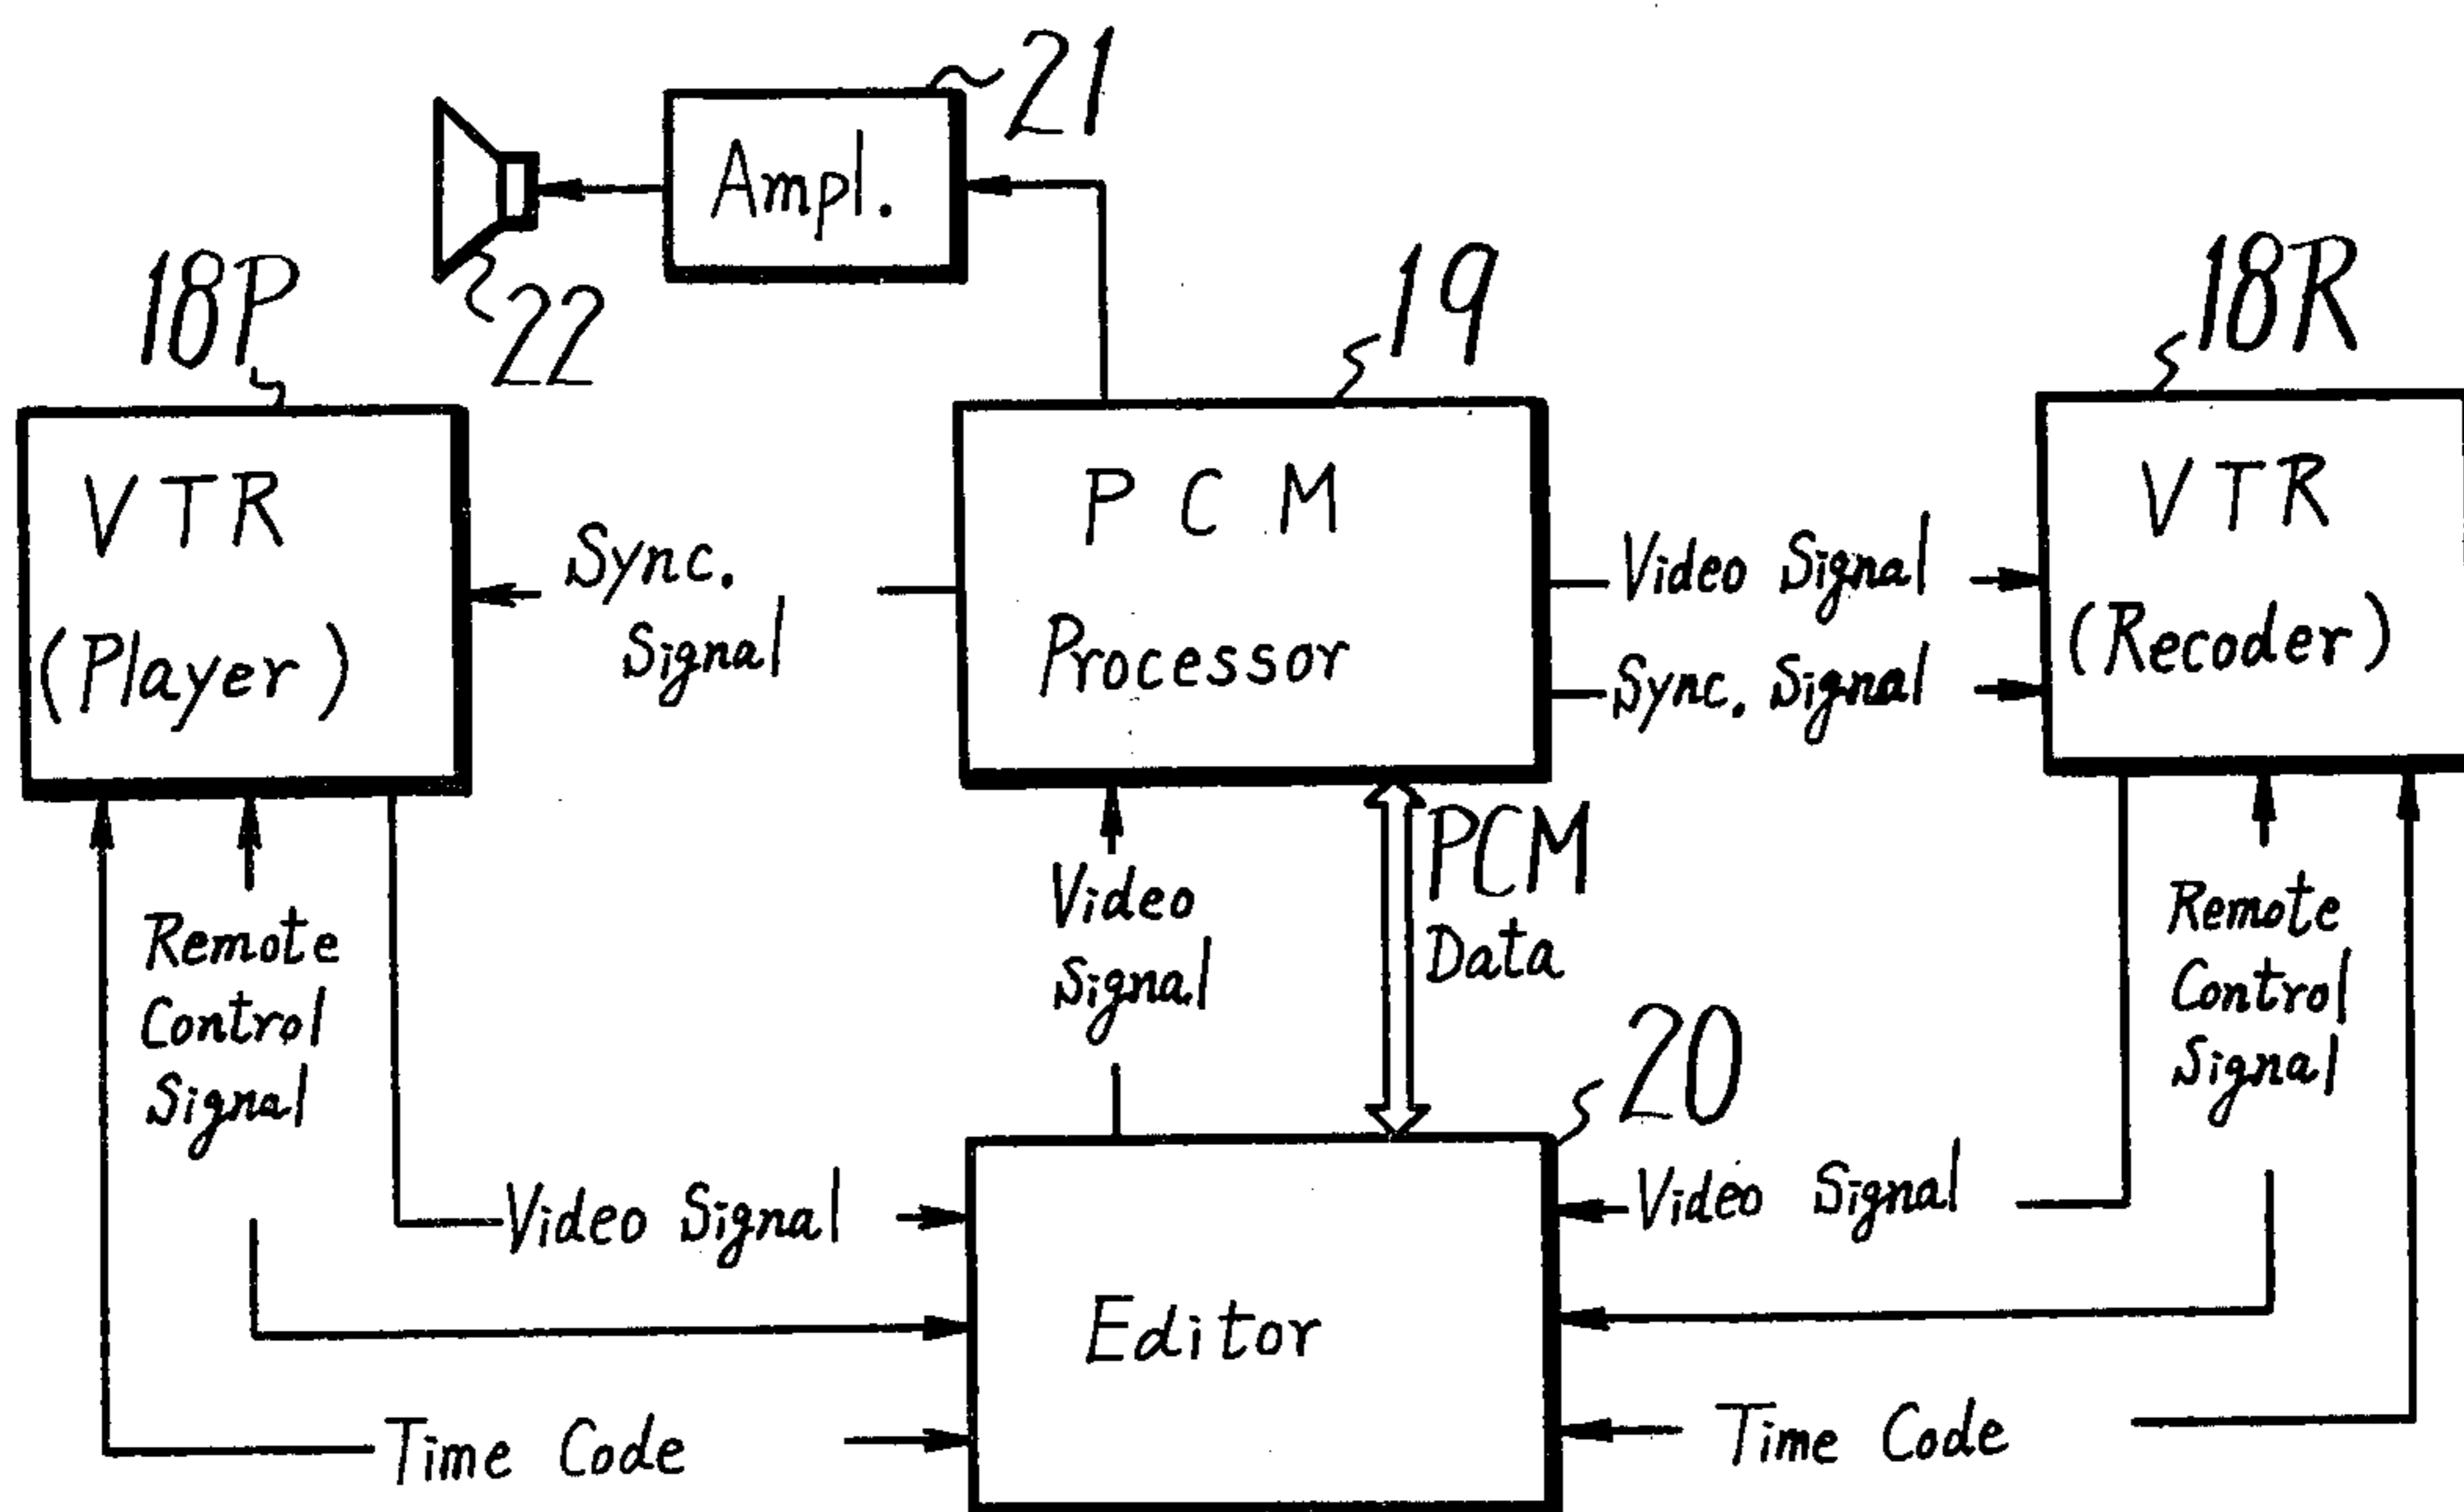 21
Ampl.
22
18P
19
18R
VTR
(Player)
Sync.
Signal
PCM
Processor
Video Signal
Sync. Signal
VTR
(Recoder)
Remote
Control
Signal
Video
Signal
PCM
Data
Remote
Control
Signal
20
Video Signal
Video Signal
Editor
Time Code
Time Code